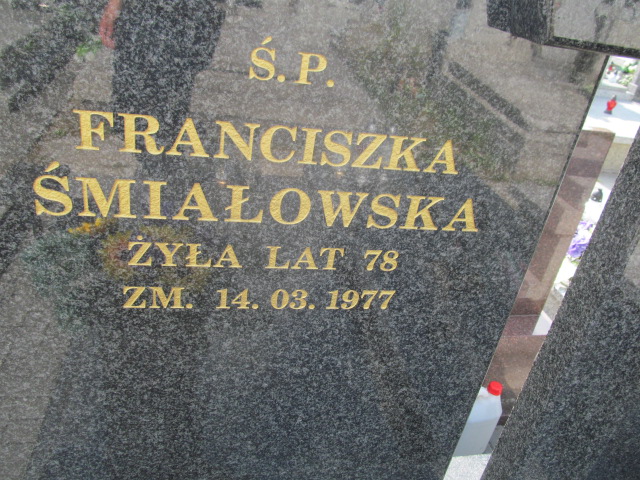 Ś.P.
FRANCISZKA
ŚMIAŁOWSKA
ŻYŁA LAT 78
ZM. 14.03.1977